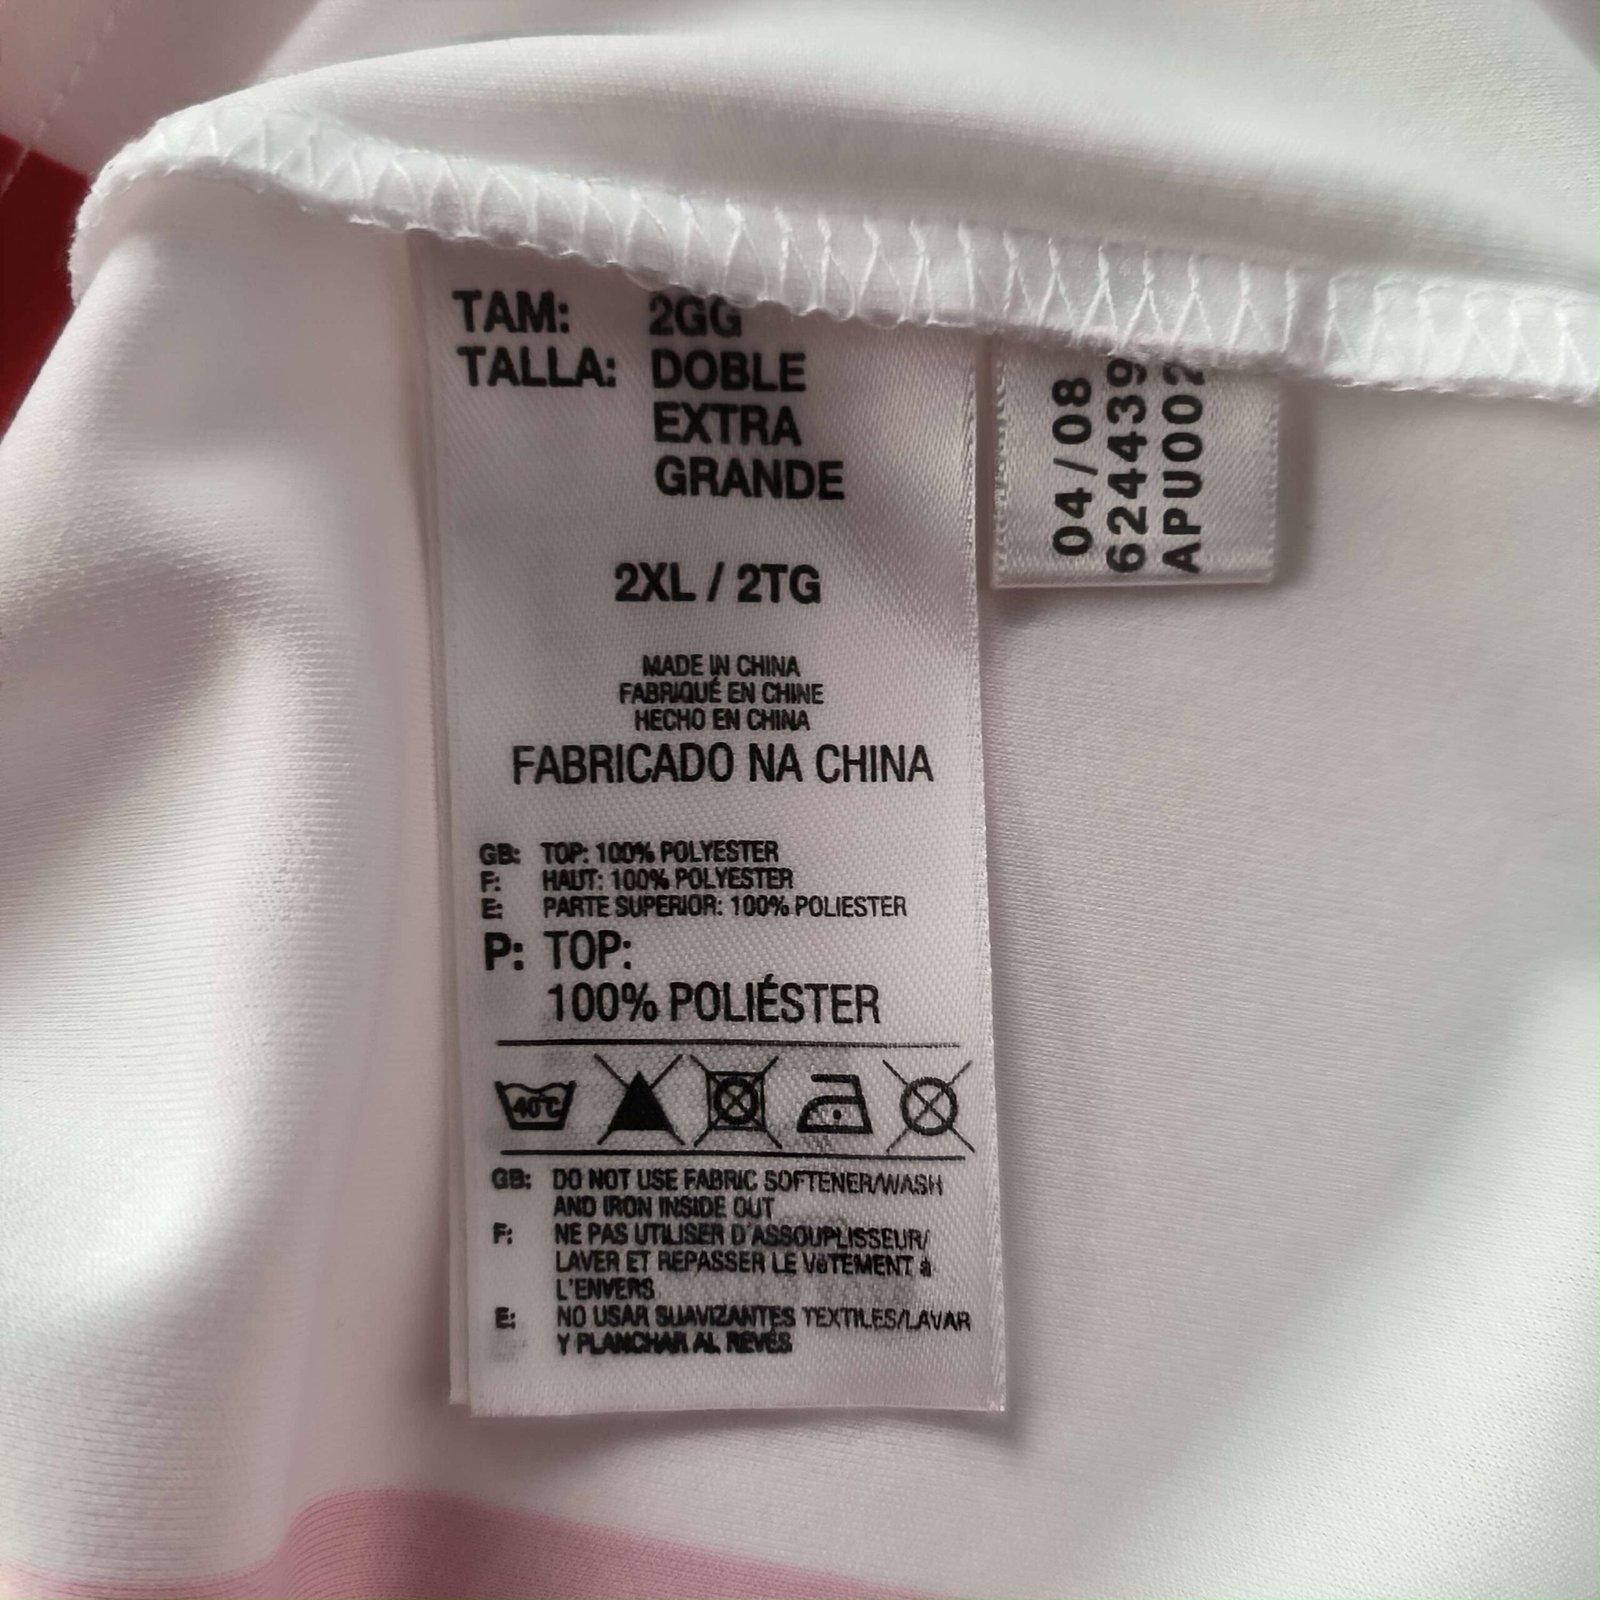 TAM: 2GG
TALLA: DOBLE
EXTRA
GRANDE
2XL / 2TG
MADE IN CHINA
FABRIQUÉ EN CHINE
HECHO EN CHINA
FABRICADO NA CHINA
GB: TOP: 100% POLYESTER
F: HAUT: 100% POLYESTER
E: PARTE SUPERIOR: 100% POLIESTER
P: TOP:
100% POLIÉSTER
40°C
GB: DO NOT USE FABRIC SOFTENER/WASH
AND IRON INSIDE OUT
F: NE PAS UTILISER D'ASSOUPLISSEUR/
LAVER ET REPASSER LE VêTEMENT à
L'ENVERS
E: NO USAR SUAVIZANTES TEXTILES/LAVAR
Y PLANCHAR AL REVÉS
04/08
624439
APU002